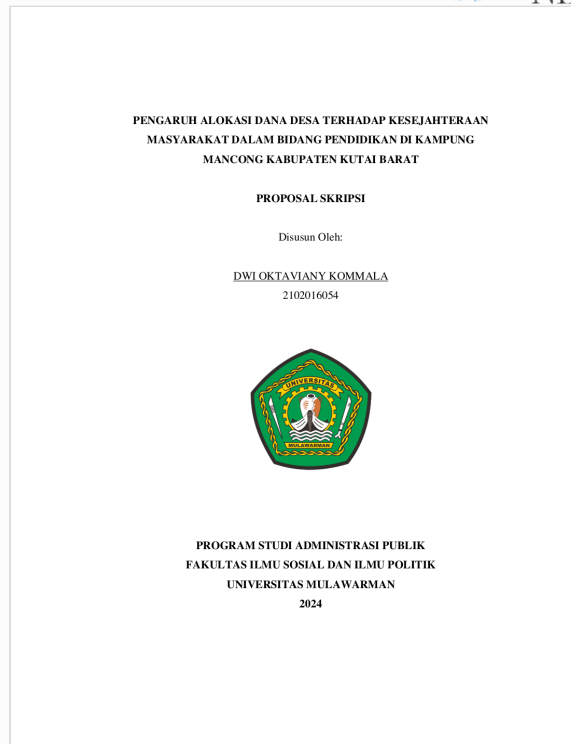 PENGARUH ALOKASI DANA DESA TERHADAP KESEJAHTERAAN
MASYARAKAT DALAM BIDANG PENDIDIKAN DI KAMPUNG
MANCONG KABUPATEN KUTAI BARAT
PROPOSAL SKRIPSI
Disusun Oleh:
DWI OKTAVIANY KOMMALA
2102016054
UNIVERSITAS
MULAWARMAN
PROGRAM STUDI ADMINISTRASI PUBLIK
FAKULTAS ILMU SOSIAL DAN ILMU POLITIK
UNIVERSITAS MULAWARMAN
2024